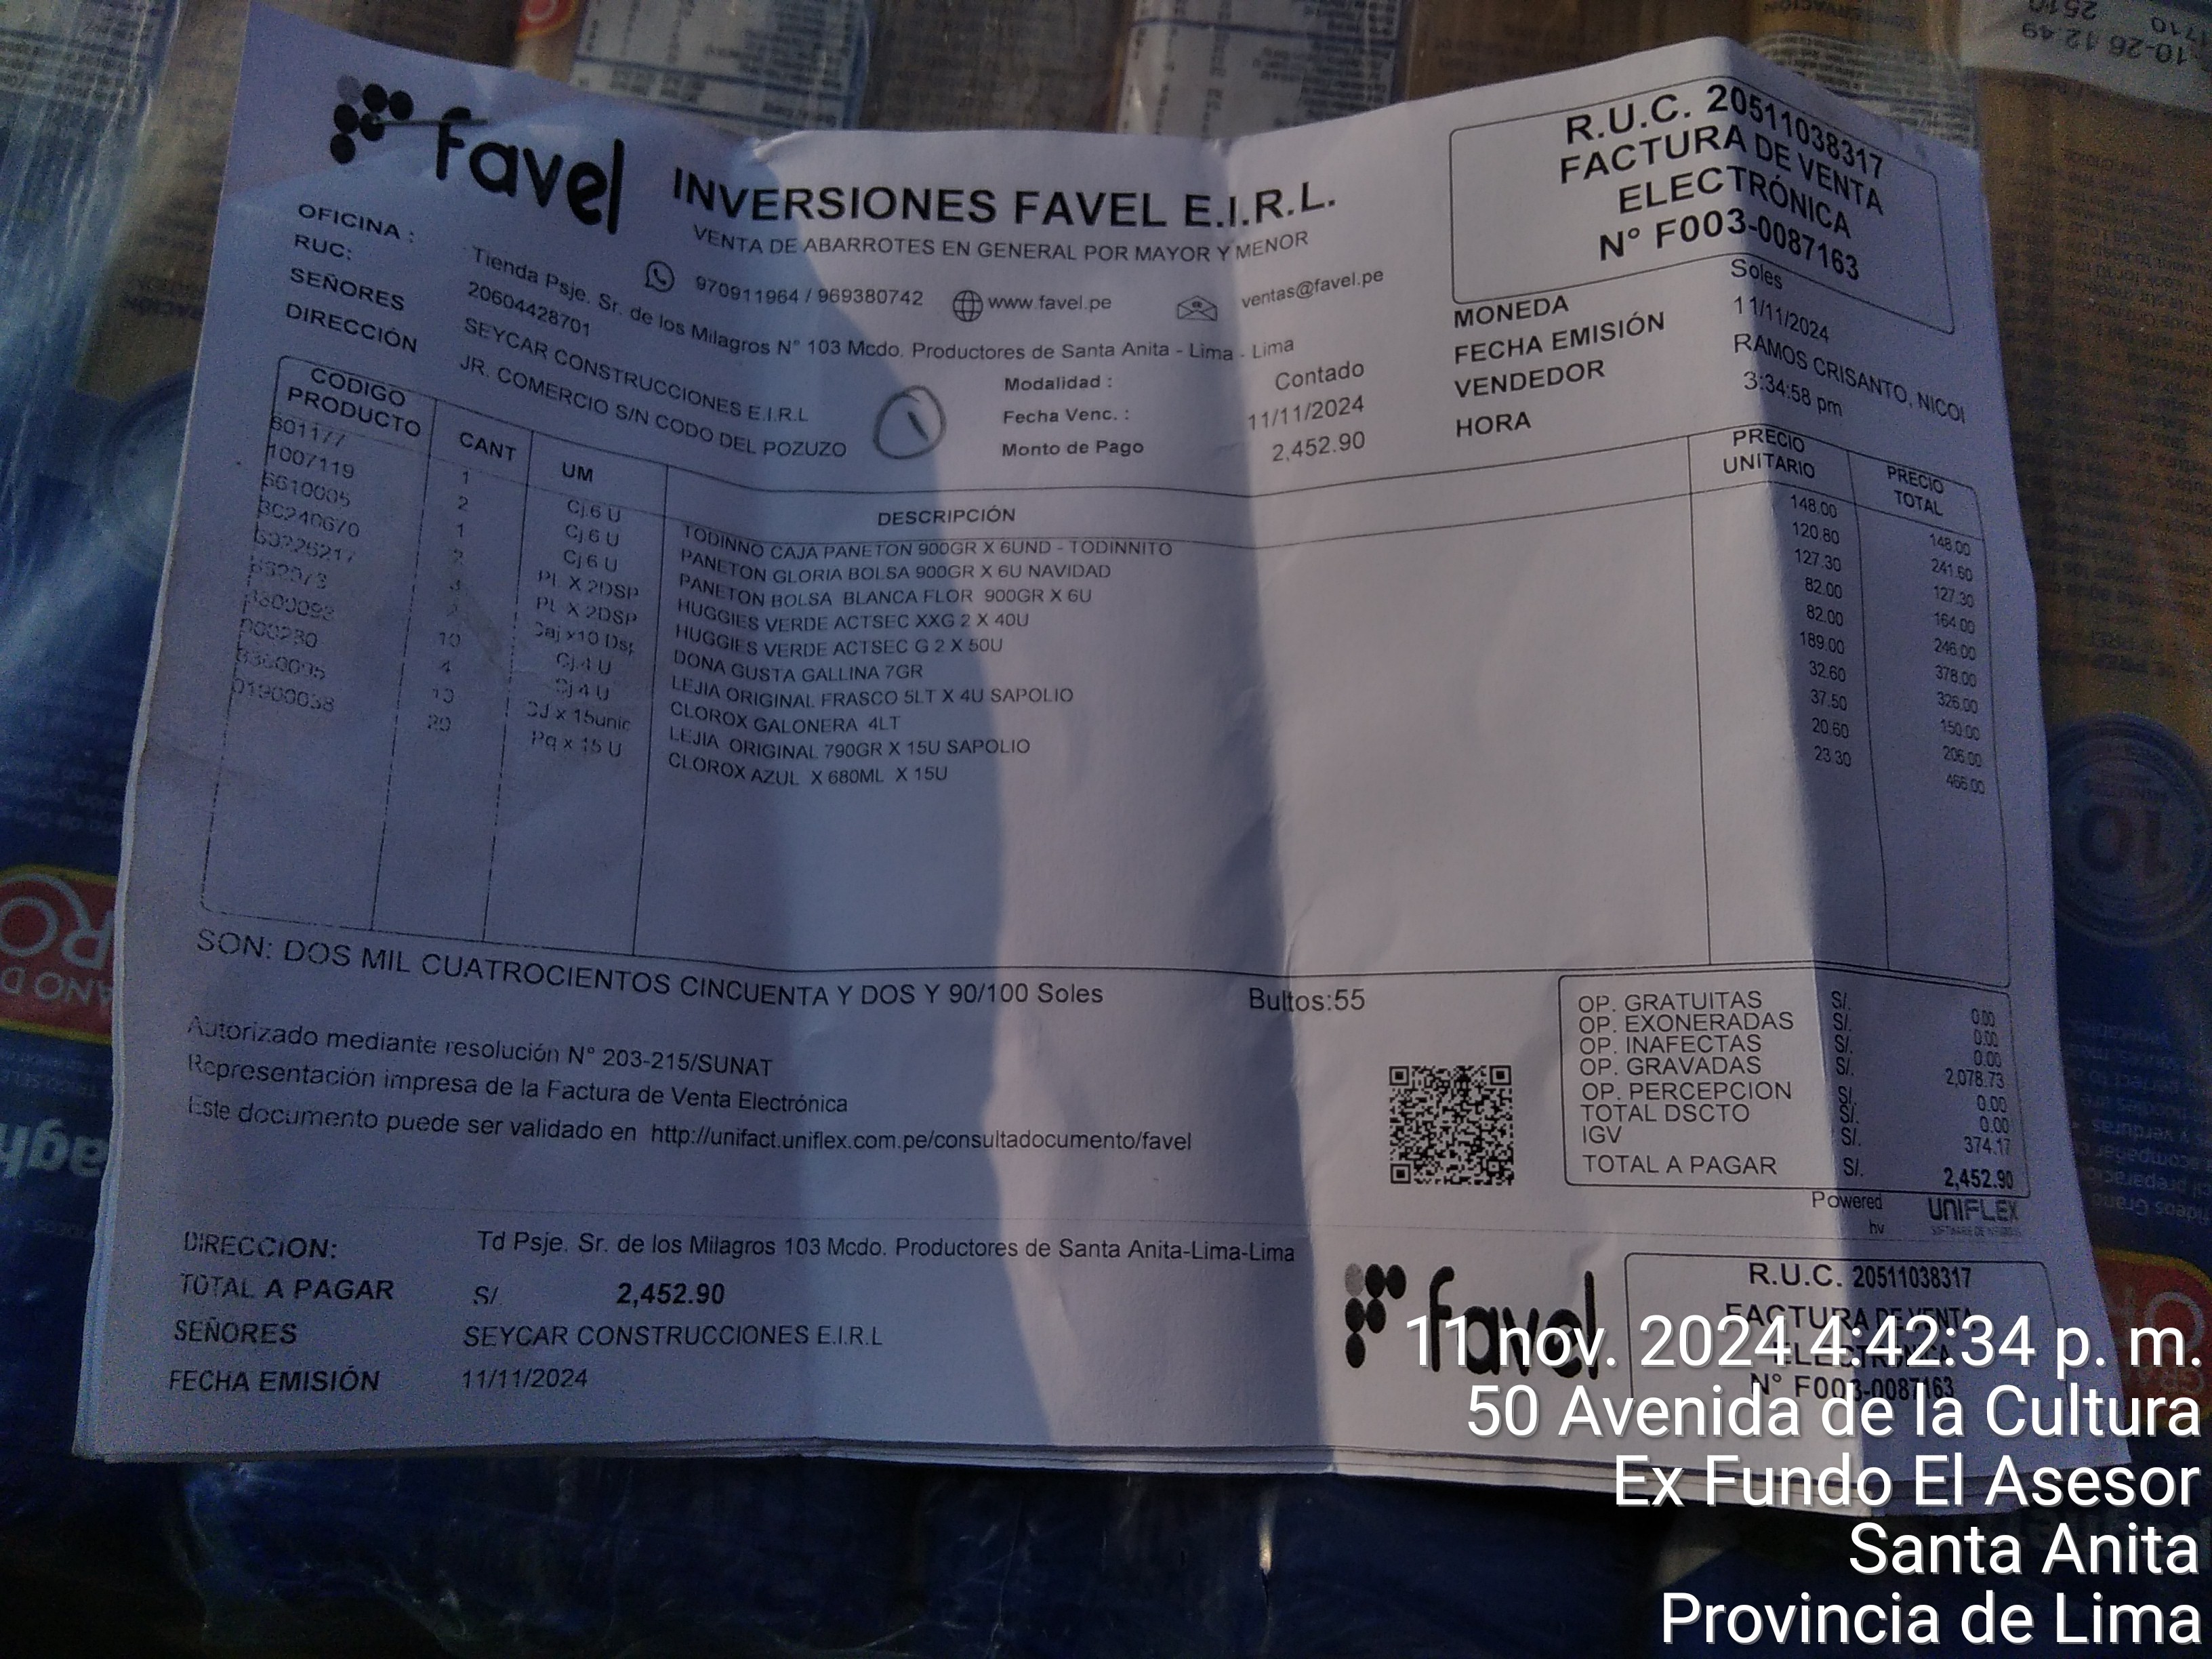 favel
INVERSIONES FAVEL E.I.R.L.
VENTA DE ABARROTES EN GENERAL POR MAYOR Y MENOR
970911964 / 969380742 www.favel.pe ventas@favel.pe
R.U.C. 20511038317
FACTURA DE VENTA
ELECTRÓNICA
N° F003-0087163
OFICINA : Tienda Psje. Sr. de los Milagros N° 103 Mcdo. Productores de Santa Anita - Lima - Lima
RUC: 20604428701
SEÑORES SEYCAR CONSTRUCCIONES E.I.R.L
DIRECCIÓN JR. COMERCIO S/N CODO DEL POZUZO
Modalidad : Contado
Fecha Venc. : 11/11/2024
Monto de Pago 2,452.90
MONEDA Soles
FECHA EMISIÓN 11/11/2024
VENDEDOR RAMOS CRISANTO, NICOI
HORA 3:34:58 pm
CODIGO PRODUCTO CANT UM DESCRIPCIÓN PRECIO UNITARIO PRECIO TOTAL
601177 1 Cj 6 U TODINNO CAJA PANETON 900GR X 6UND - TODINNITO 148.00 148.00
1007119 2 Cj 6 U PANETON GLORIA BOLSA 900GR X 6U NAVIDAD 120.80 241.60
6610005 1 Cj 6 U PANETON BOLSA BLANCA FLOR 900GR X 6U 127.30 127.30
2 PL X 2DSP HUGGIES VERDE ACTSEC XXG 2 X 40U 82.00 164.00
3 PL X 2DSP HUGGIES VERDE ACTSEC G 2 X 50U 82.00 246.00
2 Caj x10 Dsp DONA GUSTA GALLINA 7GR 189.00 378.00
10 Cj 4 U LEJIA ORIGINAL FRASCO 5LT X 4U SAPOLIO 32.60 326.00
4 Cj 4 U CLOROX GALONERA 4LT 37.50 150.00
10 CJ x 15unid LEJIA ORIGINAL 790GR X 15U SAPOLIO 20.60 206.00
01900038 20 Pq x 15 U CLOROX AZUL X 680ML X 15U 23.30 466.00
SON: DOS MIL CUATROCIENTOS CINCUENTA Y DOS Y 90/100 Soles Bultos:55
Autorizado mediante resolución N° 203-215/SUNAT
Representación impresa de la Factura de Venta Electrónica
Este documento puede ser validado en http://unifact.uniflex.com.pe/consultadocumento/favel
OP. GRATUITAS S/. 0.00
OP. EXONERADAS S/. 0.00
OP. INAFECTAS S/. 0.00
OP. GRAVADAS S/. 2,078.73
OP. PERCEPCION S/. 0.00
TOTAL DSCTO S/. 0.00
IGV S/. 374.17
TOTAL A PAGAR S/. 2,452.90
Powered UNIFLEX
DIRECCION: Td Psje. Sr. de los Milagros 103 Mcdo. Productores de Santa Anita-Lima-Lima
TOTAL A PAGAR S/ 2,452.90
SEÑORES SEYCAR CONSTRUCCIONES E.I.R.L
FECHA EMISIÓN 11/11/2024
favel
R.U.C. 20511038317
FACTURA DE VENTA
ELECTRÓNICA
N° F003-0087163
11 nov. 2024 4:42:34 p. m.
50 Avenida de la Cultura
Ex Fundo El Asesor
Santa Anita
Provincia de Lima